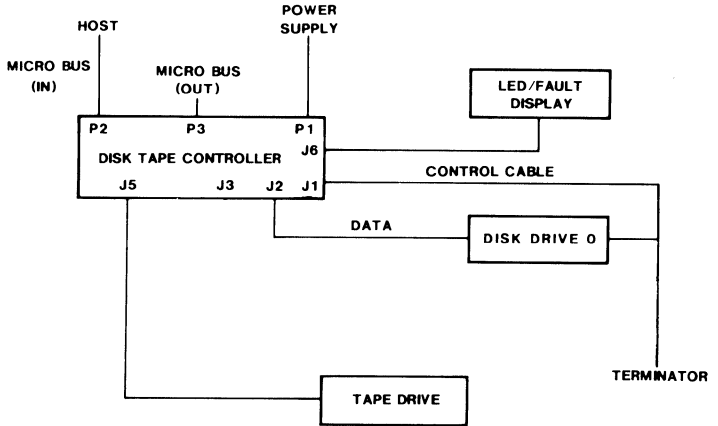 POWER
SUPPLY
HOST
MICRO BUS
(IN)
MICRO BUS
(OUT)
LED/FAULT
DISPLAY
P2 P3 P1
J6
DISK TAPE CONTROLLER
J5 J3 J2 J1
CONTROL CABLE
DATA
DISK DRIVE 0
TERMINATOR
TAPE DRIVE